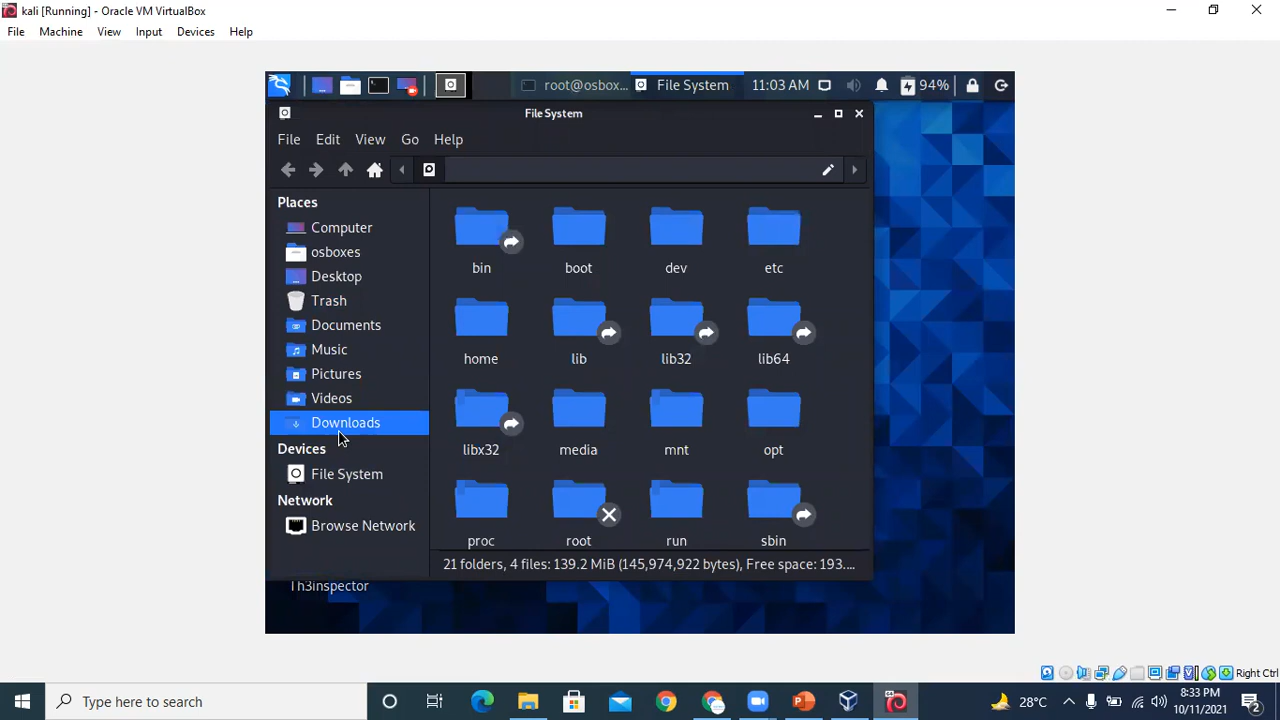 kali [Running] - Oracle VM VirtualBox
File Machine View Input Devices Help
root@osbox... File System 11:03 AM 94%
File System
File Edit View Go Help
Places
Computer
osboxes
Desktop
Trash
Documents
Music
Pictures
Videos
Downloads
Devices
File System
Network
Browse Network
bin boot dev etc
home lib lib32 lib64
libx32 media mnt opt
proc root run sbin
21 folders, 4 files: 139.2 MiB (145,974,922 bytes), Free space: 193....
Th3inspector
Right Ctrl
Type here to search
28°C
8:33 PM
10/11/2021
2